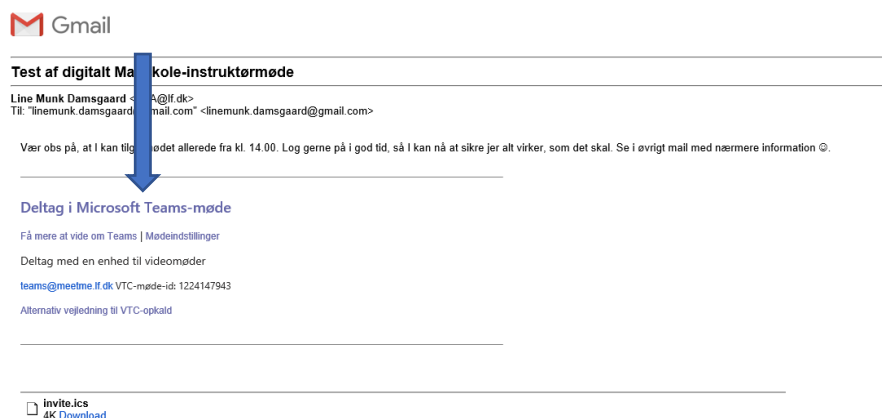 Gmail
Test af digitalt Ma kole-instruktørmøde
Line Munk Damsgaard < A@lf.dk>
Til: "linemunk.damsgaard mail.com" <linemunk.damsgaard@gmail.com>
Vær obs på, at I kan tilg mødet allerede fra kl. 14.00. Log gerne på i god tid, så I kan nå at sikre jer alt virker, som det skal. Se i øvrigt mail med nærmere information ☺.
Deltag i Microsoft Teams-møde
Få mere at vide om Teams | Mødeindstillinger
Deltag med en enhed til videomøder
teams@meetme.lf.dk VTC-møde-id: 1224147943
Alternativ vejledning til VTC-opkald
invite.ics
4K Download